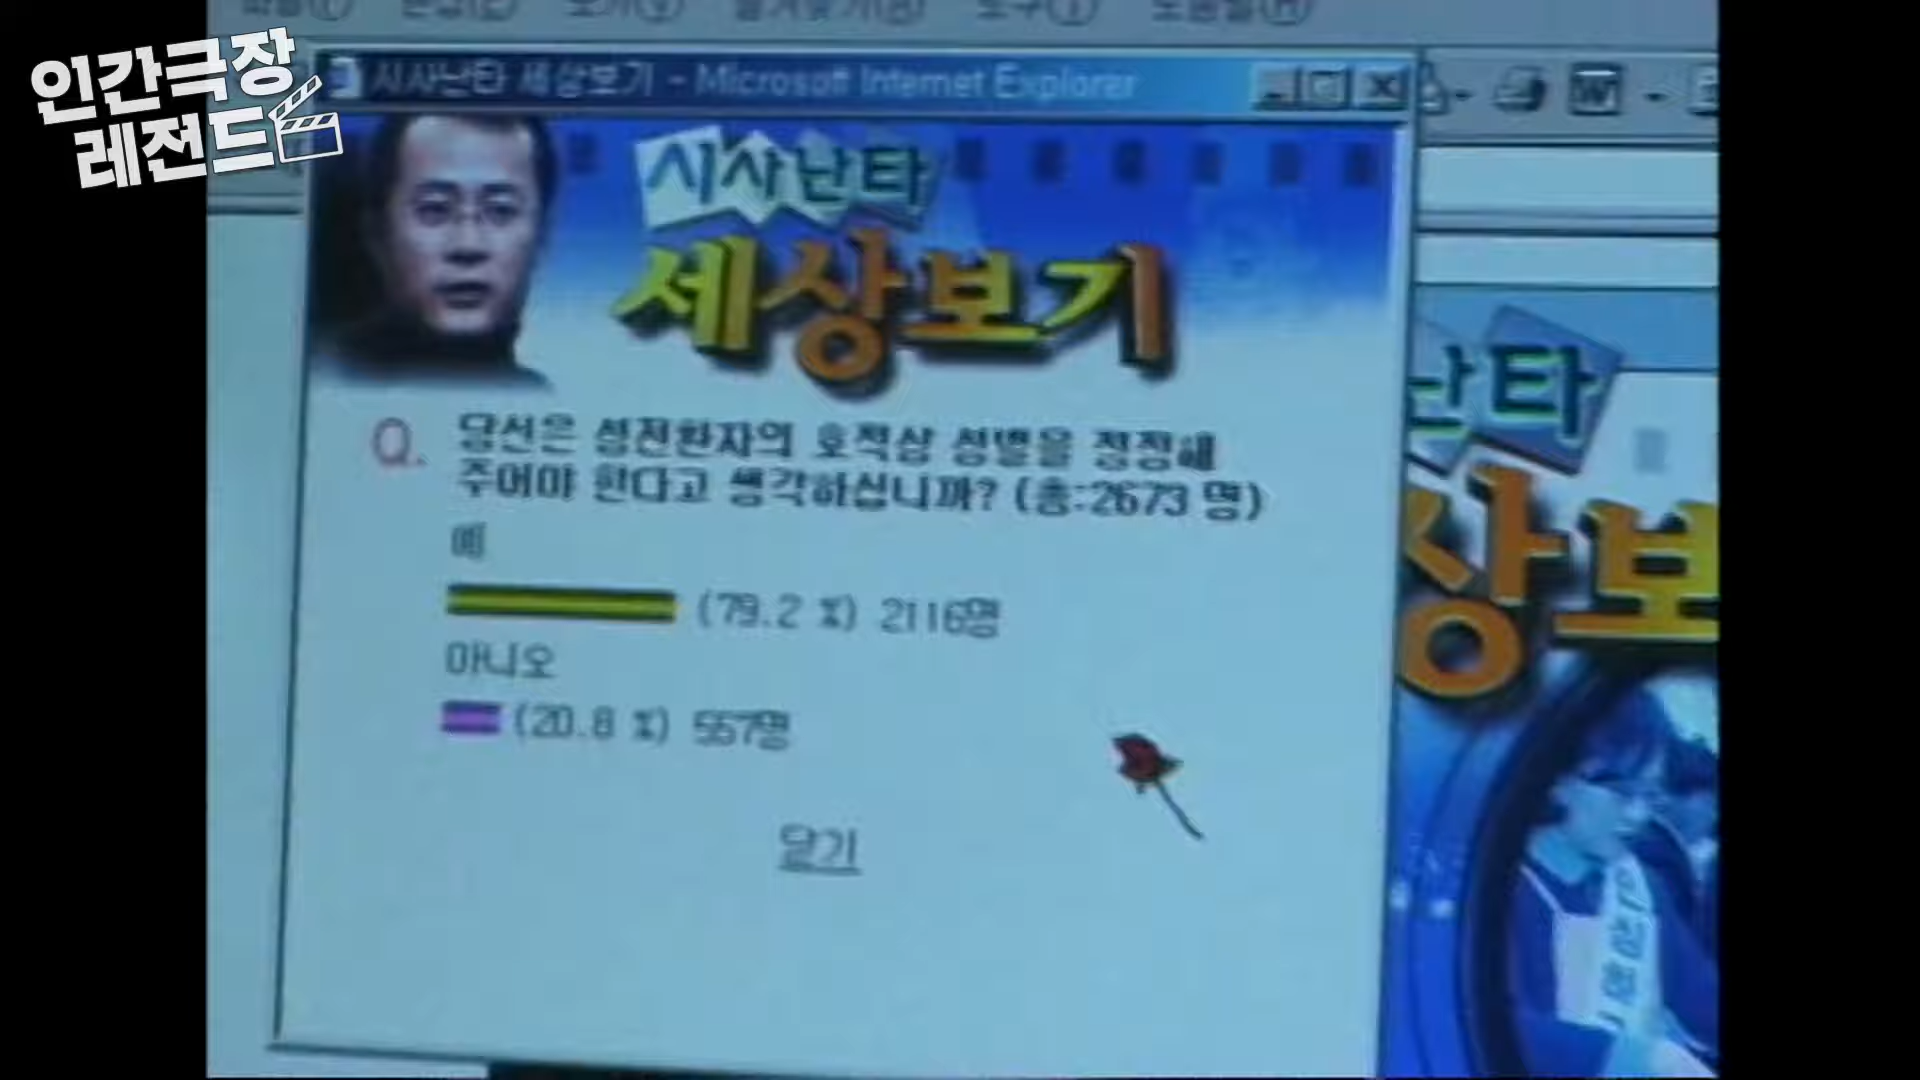 인간극장
레전드
시사난타 세상보기 - Microsoft Internet Explorer
시사난타
세상보기
Q. 당신은 성전환자의 호적상 성별을 정정해
주어야 한다고 생각하십니까? (총:2673 명)
예
(79.2 %) 2116명
아니오
(20.8 %) 557명
닫기
난타
상보